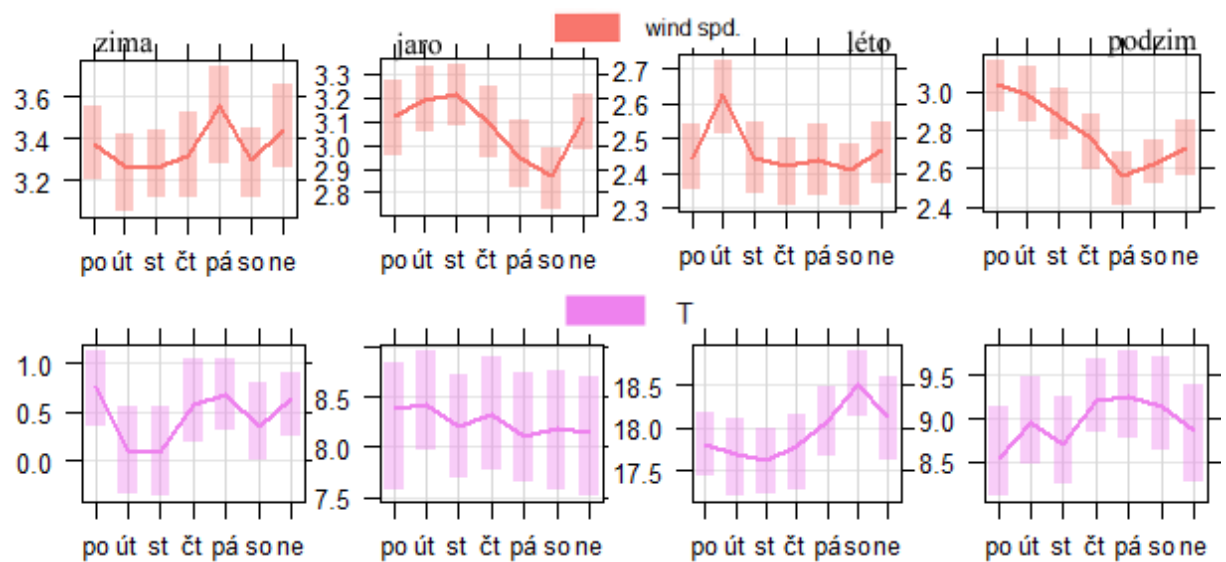 zima jaro wind spd. léto podzim
3.6 3.4 3.2
3.3 3.2 3.1 3.0 2.9 2.8
2.7 2.6 2.5 2.4 2.3
3.0 2.8 2.6 2.4
po út st čt pá so ne po út st čt pá so ne po út st čt pá so ne po út st čt pá so ne
T
1.0 0.5 0.0
8.5 8.0 7.5
18.5 18.0 17.5
9.5 9.0 8.5
po út st čt pá so ne po út st čt pá so ne po út st čt pá so ne po út st čt pá so ne